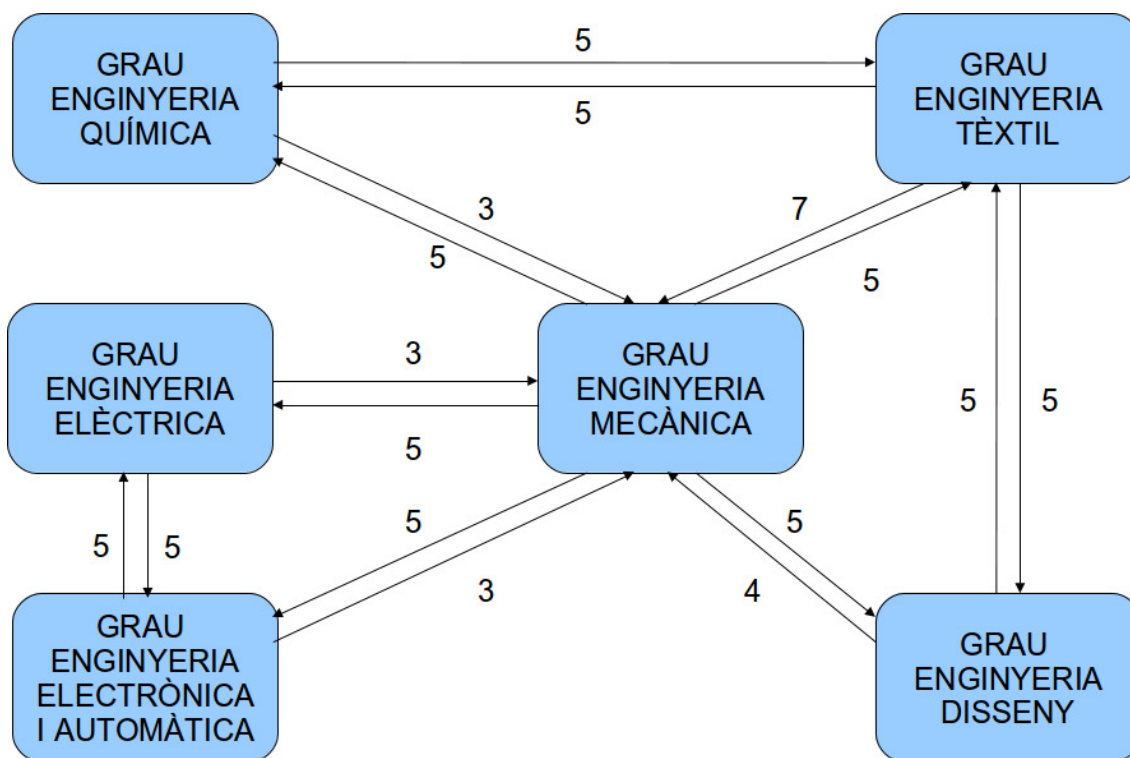 GRAU
ENGINYERIA
QUÍMICA
5
5
GRAU
ENGINYERIA
TÈXTIL
3
5
7
5
GRAU
ENGINYERIA
ELÈCTRICA
3
5
GRAU
ENGINYERIA
MECÀNICA
5
5
5
5
5
3
5
4
GRAU
ENGINYERIA
ELECTRÒNICA
I AUTOMÀTICA
GRAU
ENGINYERIA
DISSENY